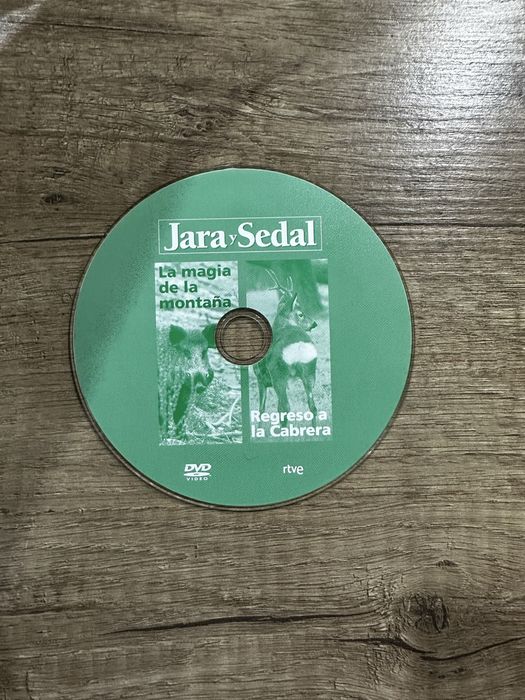 Jara y Sedal
La magia
de la
montaña
Regreso a
la Cabrera
DVD
VIDEO
rtve